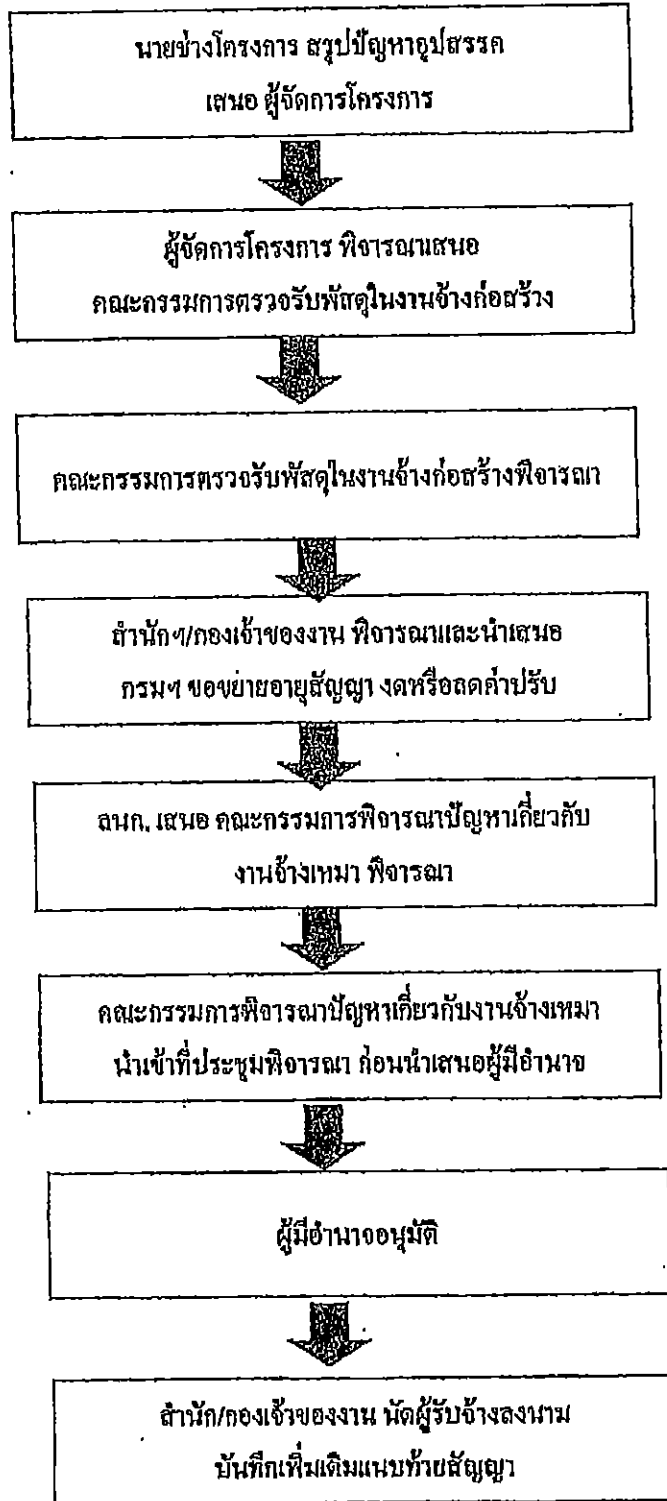 นายช่างโครงการ สรุปปัญหาอุปสรรค
เสนอ ผู้จัดการโครงการ
ผู้จัดการโครงการ พิจารณาเสนอ
คณะกรรมการตรวจรับพัสดุในงานจ้างก่อสร้าง
คณะกรรมการตรวจรับพัสดุในงานจ้างก่อสร้างพิจารณา
สำนักฯ/กองเจ้าของงาน พิจารณาและนำเสนอ
กรมฯ ขอขยายอายุสัญญา งดหรือลดค่าปรับ
ลนก. เสนอ คณะกรรมการพิจารณาปัญหาเกี่ยวกับ
งานจ้างเหมา พิจารณา
คณะกรรมการพิจารณาปัญหาเกี่ยวกับงานจ้างเหมา
นำเข้าที่ประชุมพิจารณา ก่อนนำเสนอผู้มีอำนาจ
ผู้มีอำนาจอนุมัติ
สำนัก/กองเจ้าของงาน นัดผู้รับจ้างลงนาม
บันทึกเพิ่มเติมแนบท้ายสัญญา